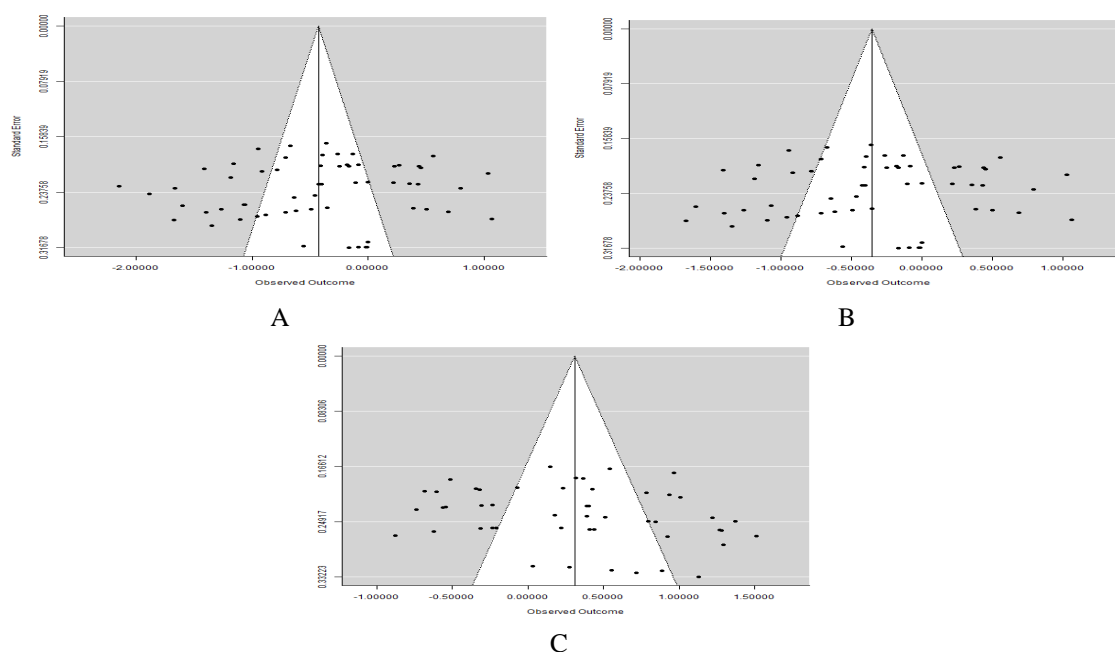 0.00000
0.07919
0.15839
0.23758
0.31678
Standard Error
-2.00000 -1.00000 0.00000 1.00000
Observed Outcome
A
0.00000
0.07919
0.15839
0.23758
0.31678
-2.00000 -1.50000 -1.00000 -0.50000 0.00000 0.50000 1.00000
Observed Outcome
B
0.00000
0.08306
0.16612
0.24917
0.33223
Standard Error
-1.00000 -0.50000 0.00000 0.50000 1.00000 1.50000
Observed Outcome
C